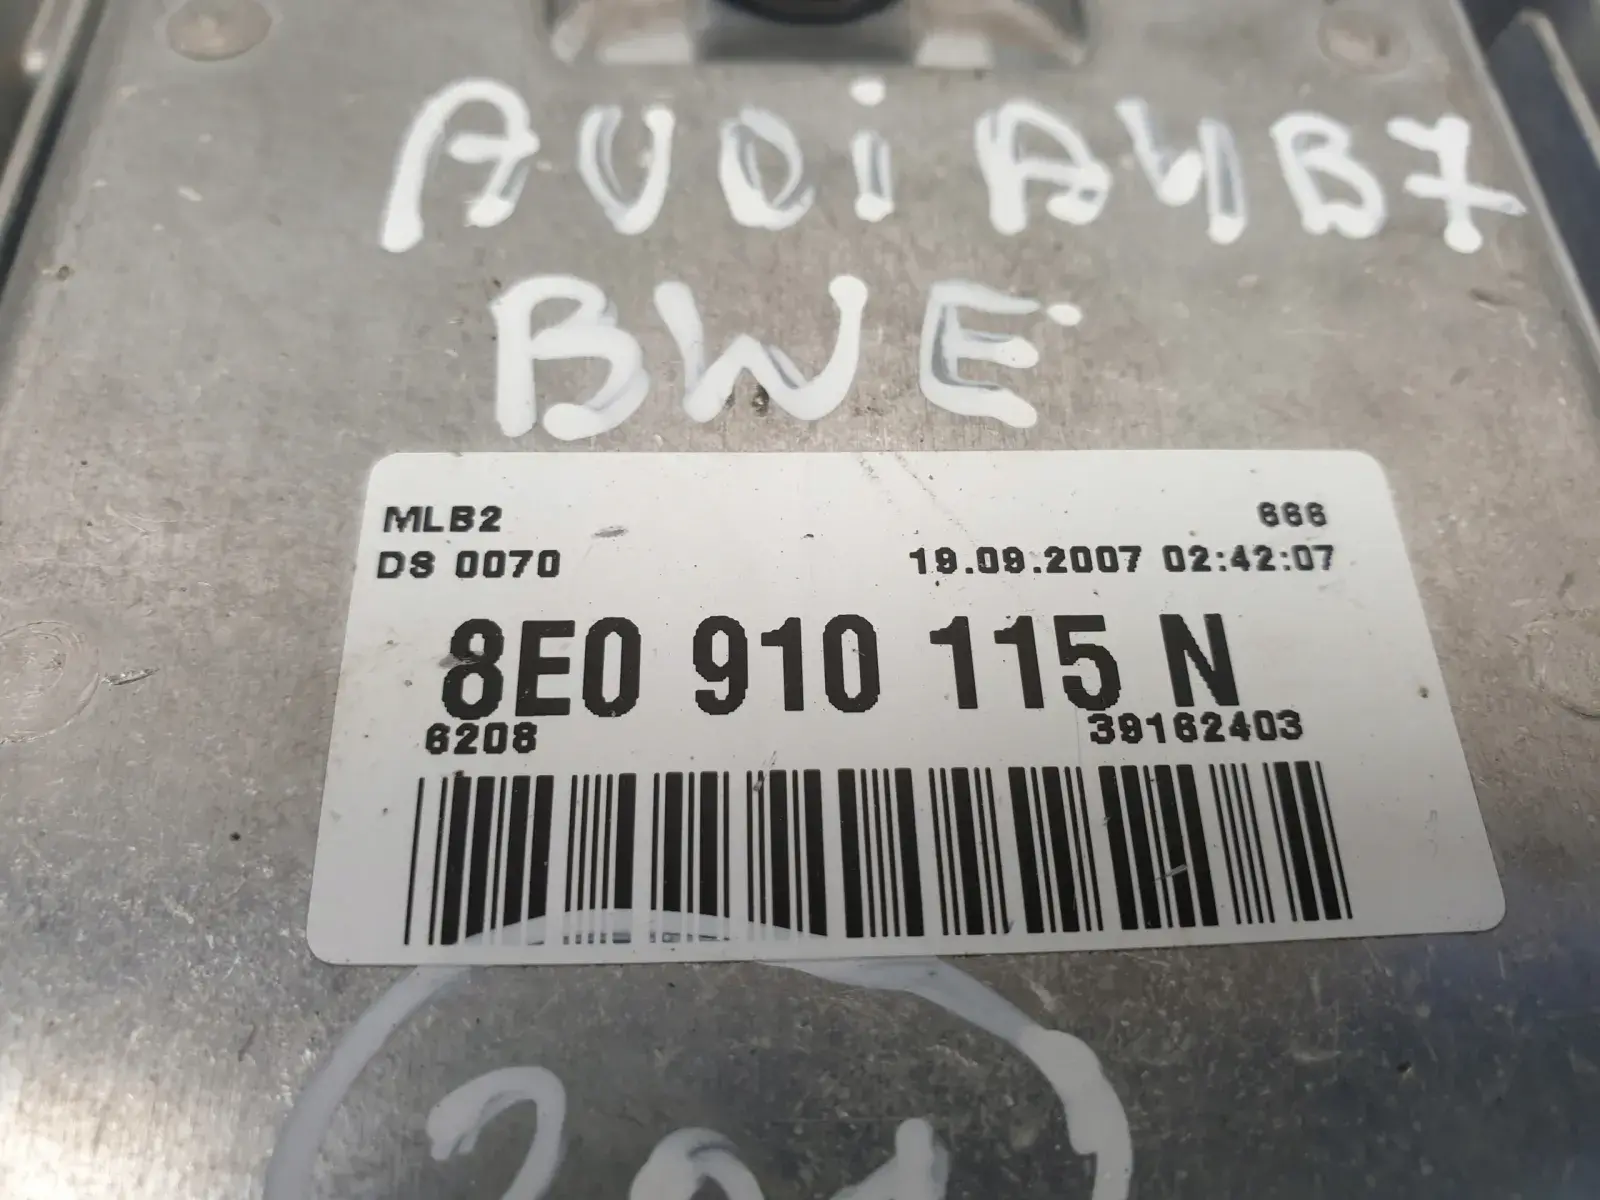 AUDi A4B7
BWE
MLB2 666
DS 0070 19.09.2007 02:42:07
8E0 910 115 N
6208 39162403